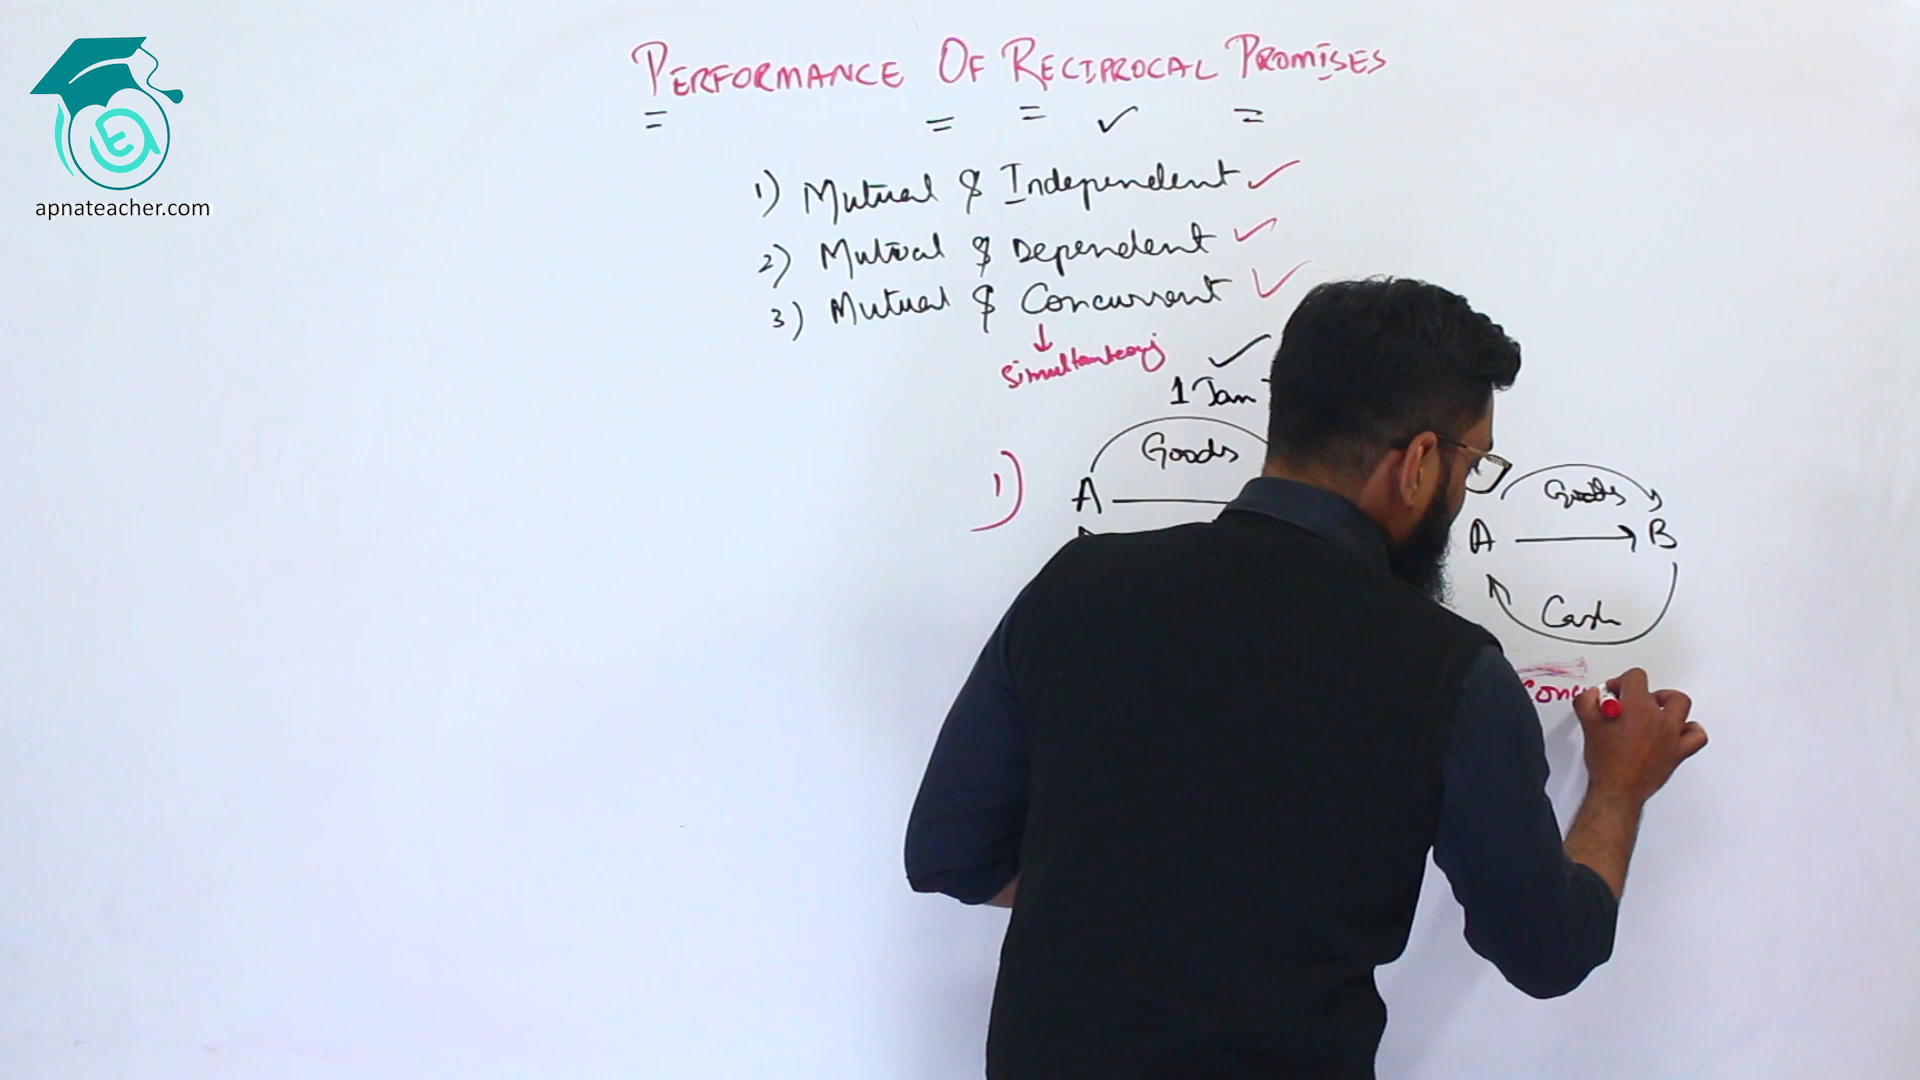 apnateacher.com
PERFORMANCE OF RECIPROCAL PROMISES
1) Mutual & Independent
2) Mutual & Dependent
3) Mutual & Concurrent
1 Jan
1)
Goods
A
Goods
A B
Cash
Conc